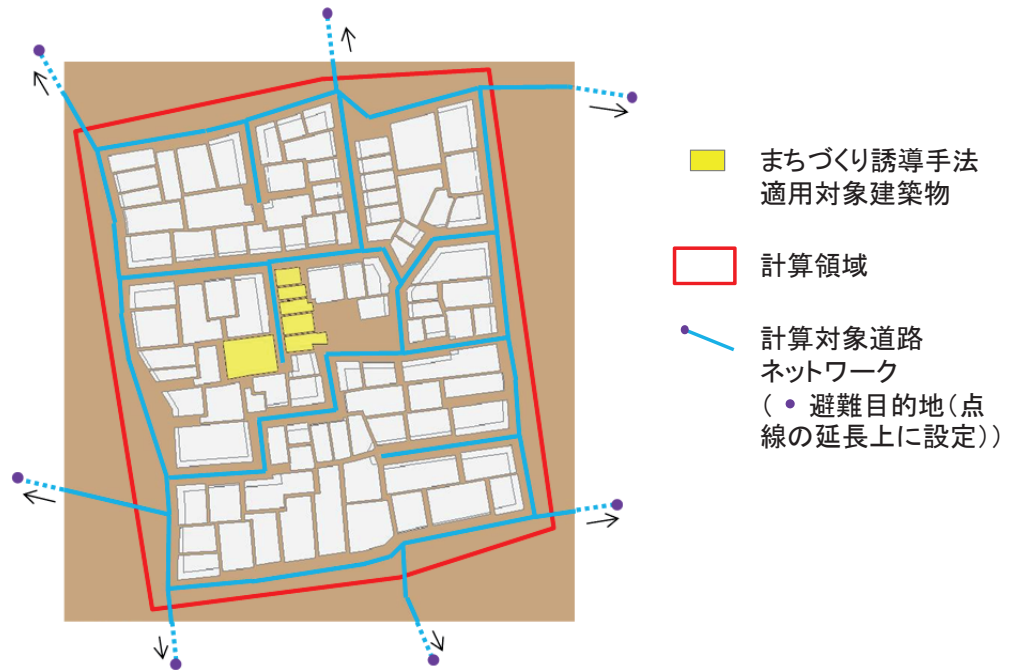 まちづくり誘導手法
適用対象建築物
計算領域
計算対象道路
ネットワーク
( • 避難目的地(点
線の延長上に設定))